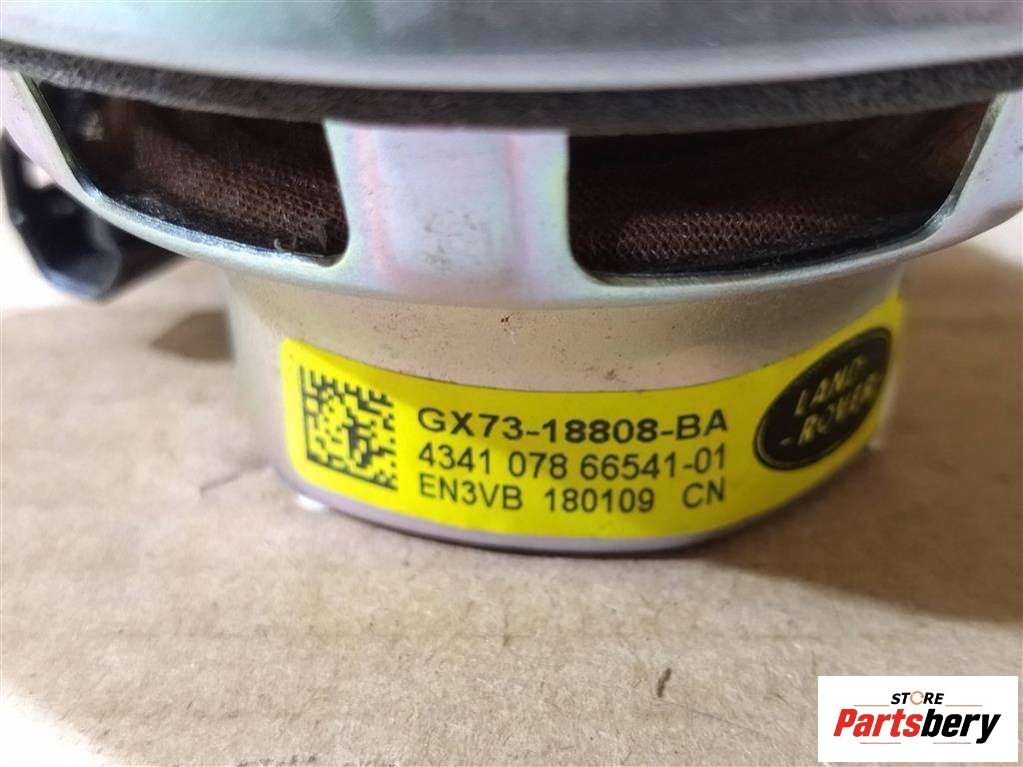 GX73-18808-BA
4341 078 66541-01
EN3VB 180109 CN
LAND-
-ROVER
STORE
Partsbery